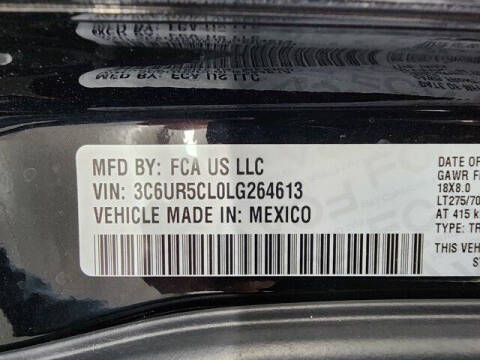 MFD BY: FCA US LLC
VIN: 3C6UR5CL0LG264613
VEHICLE MADE IN: MEXICO
DATE OF
GAWR F
18X8.0
LT275/70
AT 415 k
TYPE: TR
THIS VEH